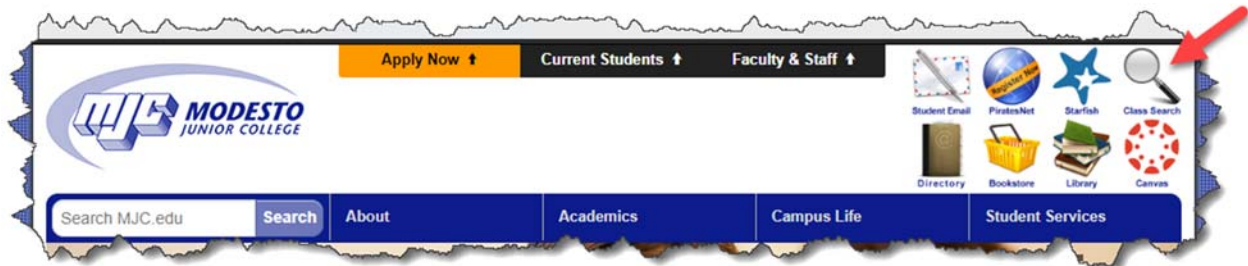 Apply Now
Current Students
Faculty & Staff
MJC MODESTO
JUNIOR COLLEGE
Register Now
Student Email
PiratesNet
Starfish
Class Search
Directory
Bookstore
Library
Canvas
Search MJC.edu
Search
About
Academics
Campus Life
Student Services